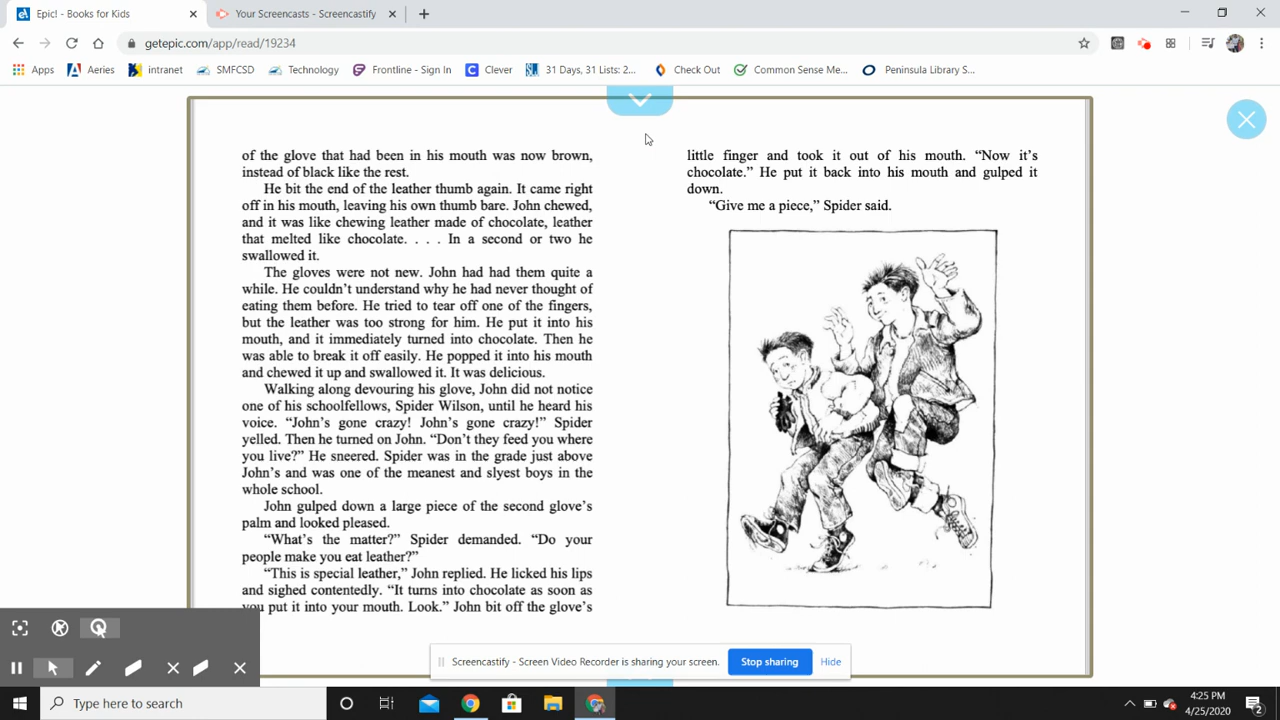 Epic! - Books for Kids
Your Screencasts - Screencastify
getepic.com/app/read/19234
Apps
Aeries
intranet
SMFCSD
Technology
Frontline - Sign In
Clever
31 Days, 31 Lists: 2...
Check Out
Common Sense Me...
Peninsula Library S...
of the glove that had been in his mouth was now brown,
instead of black like the rest.
He bit the end of the leather thumb again. It came right
off in his mouth, leaving his own thumb bare. John chewed,
and it was like chewing leather made of chocolate, leather
that melted like chocolate. . . . In a second or two he
swallowed it.
The gloves were not new. John had had them quite a
while. He couldn’t understand why he had never thought of
eating them before. He tried to tear off one of the fingers,
but the leather was too strong for him. He put it into his
mouth, and it immediately turned into chocolate. Then he
was able to break it off easily. He popped it into his mouth
and chewed it up and swallowed it. It was delicious.
Walking along devouring his glove, John did not notice
one of his schoolfellows, Spider Wilson, until he heard his
voice. “John’s gone crazy! John’s gone crazy!” Spider
yelled. Then he turned on John. “Don’t they feed you where
you live?” He sneered. Spider was in the grade just above
John’s and was one of the meanest and slyest boys in the
whole school.
John gulped down a large piece of the second glove’s
palm and looked pleased.
“What’s the matter?” Spider demanded. “Do your
people make you eat leather?”
“This is special leather,” John replied. He licked his lips
and sighed contentedly. “It turns into chocolate as soon as
you put it into your mouth. Look.” John bit off the glove’s
little finger and took it out of his mouth. “Now it’s
chocolate.” He put it back into his mouth and gulped it
down.
“Give me a piece,” Spider said.
Screencastify - Screen Video Recorder is sharing your screen.
Stop sharing
Hide
Type here to search
4:25 PM
4/25/2020
2